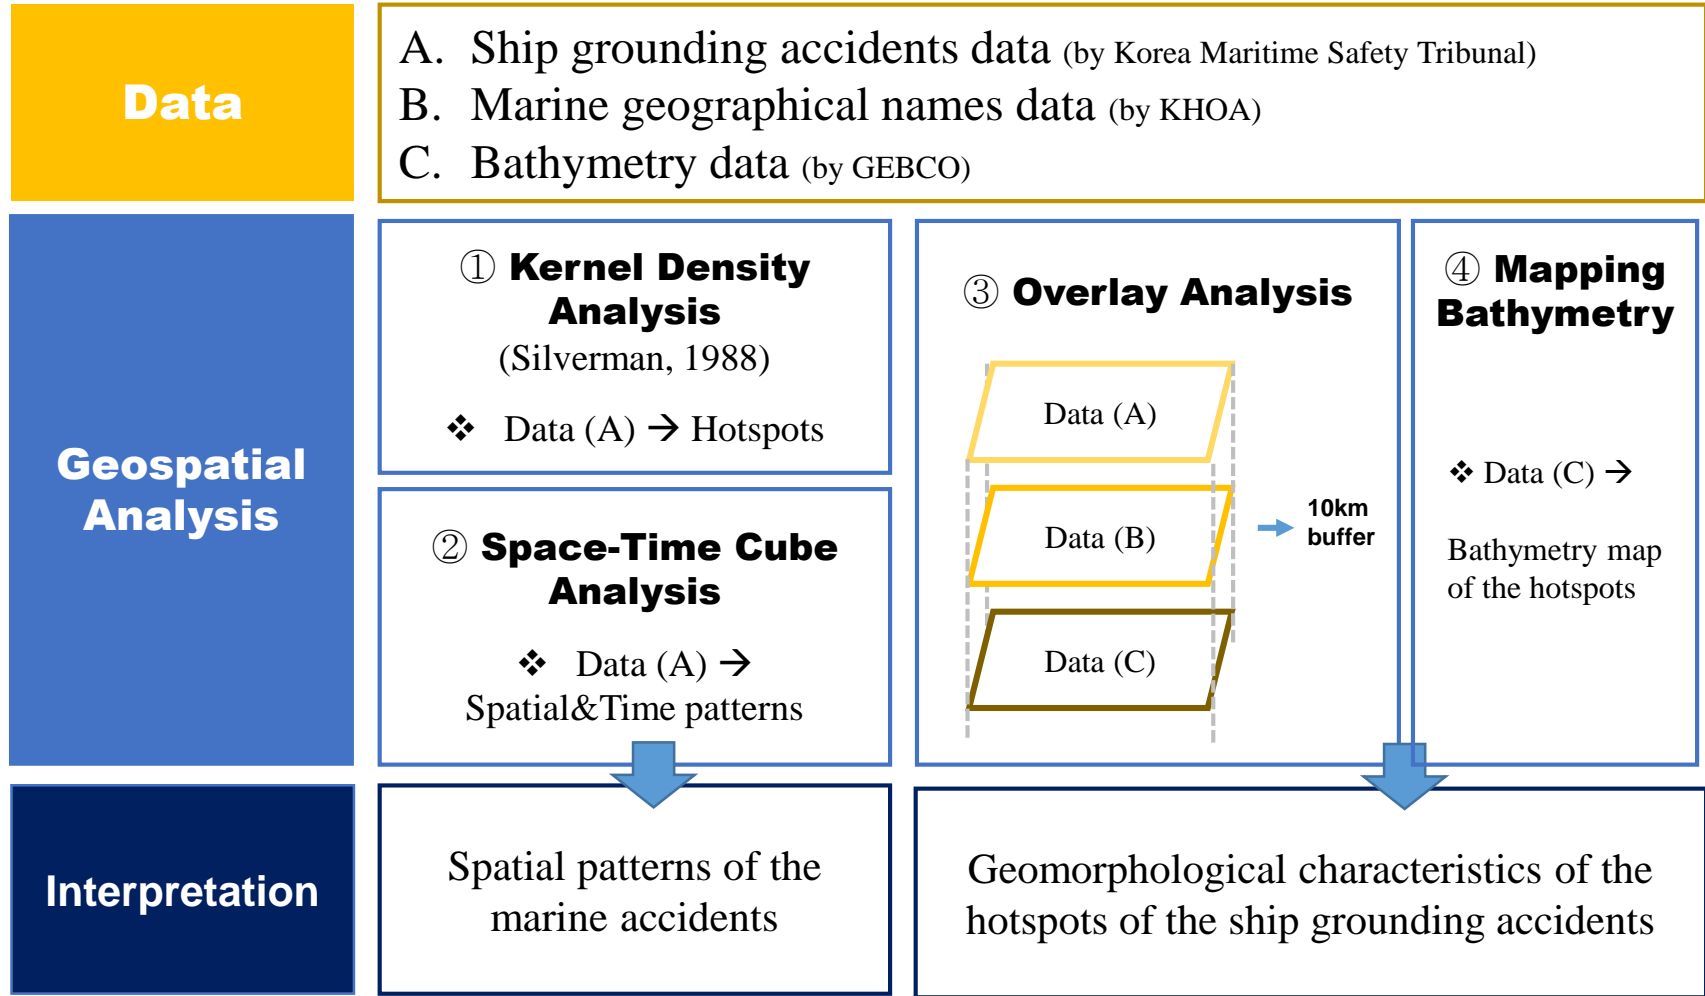 Data
A. Ship grounding accidents data (by Korea Maritime Safety Tribunal)
B. Marine geographical names data (by KHOA)
C. Bathymetry data (by GEBCO)
Geospatial
Analysis
① Kernel Density
Analysis
(Silverman, 1988)
❖ Data (A) → Hotspots
② Space-Time Cube
Analysis
❖ Data (A) →
Spatial&Time patterns
③ Overlay Analysis
Data (A)
Data (B)
Data (C)
10km
buffer
④ Mapping
Bathymetry
❖ Data (C) →
Bathymetry map
of the hotspots
Interpretation
Spatial patterns of the
marine accidents
Geomorphological characteristics of the
hotspots of the ship grounding accidents